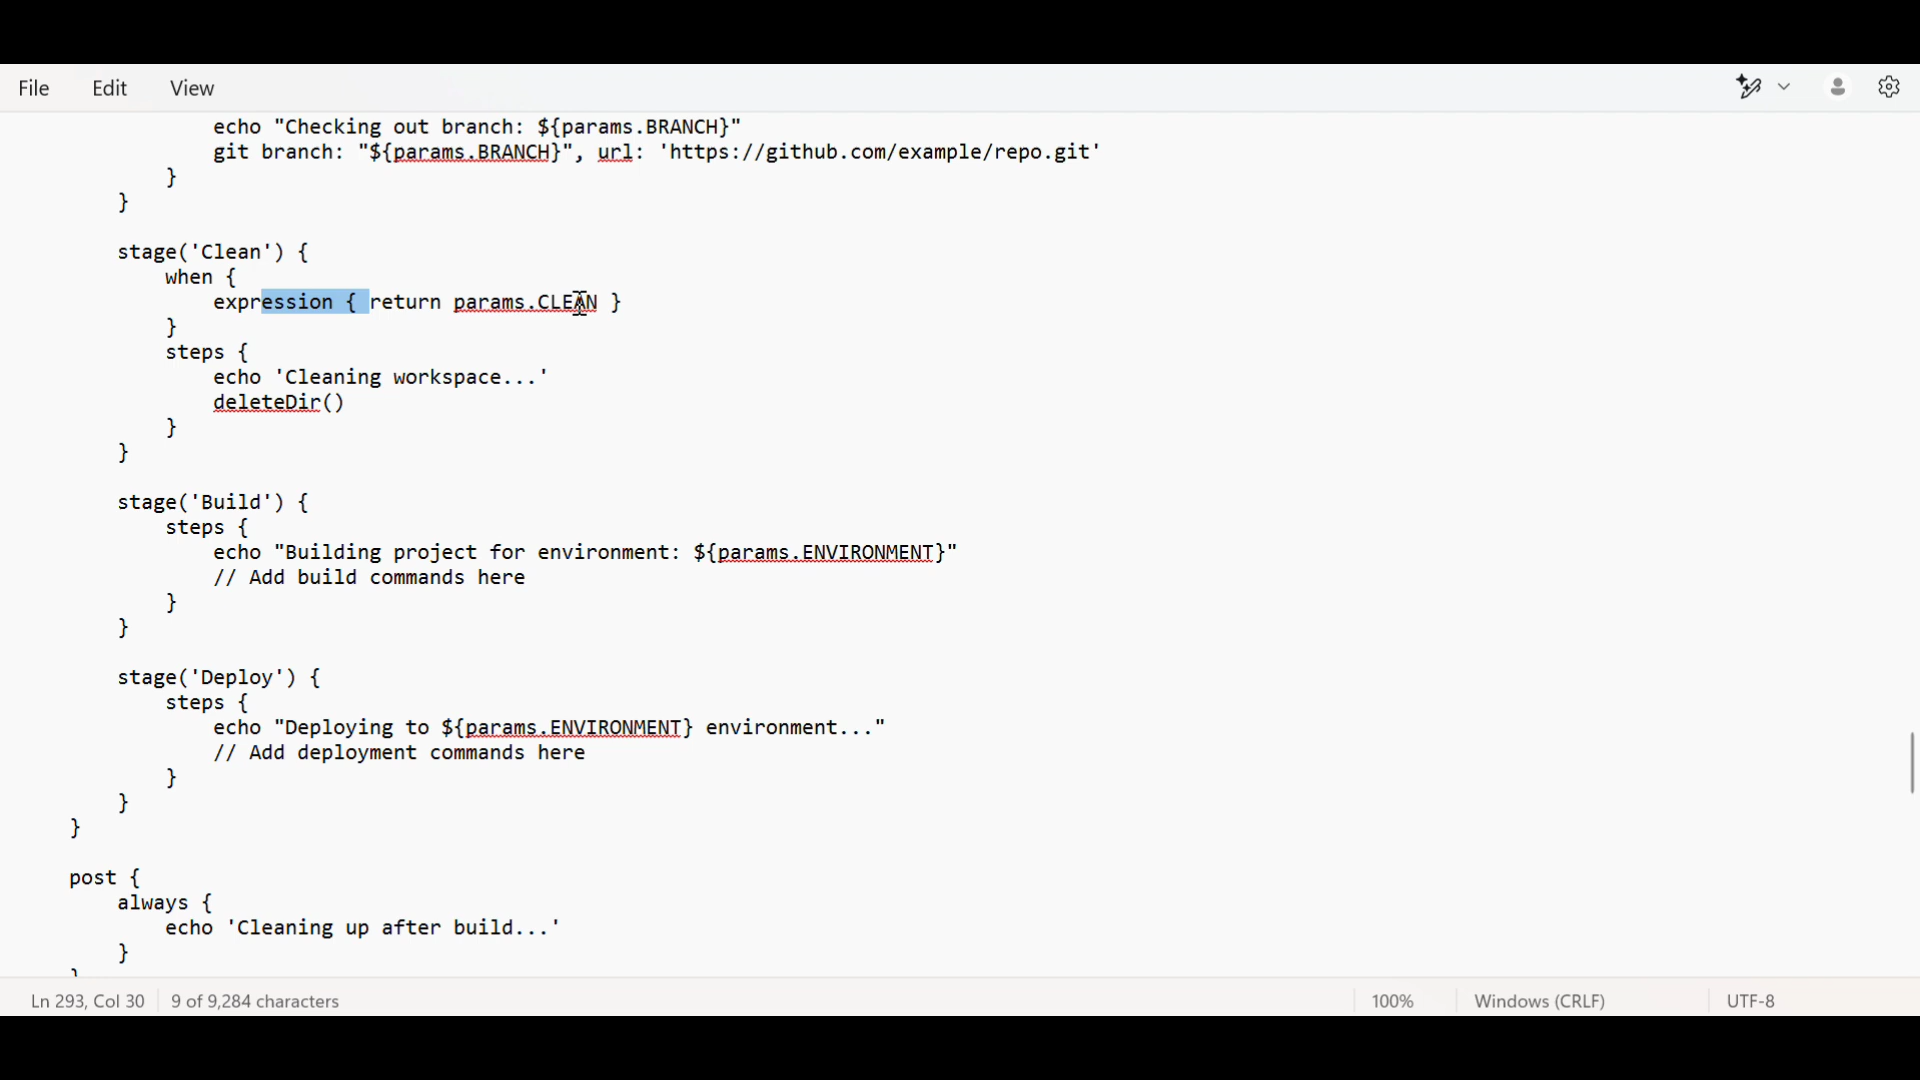 File Edit View
echo "Checking out branch: ${params.BRANCH}"
git branch: "${params.BRANCH}", url: 'https://github.com/example/repo.git'
}
}
stage('Clean') {
when {
expression { return params.CLEAN }
}
steps {
echo 'Cleaning workspace...'
deleteDir()
}
}
stage('Build') {
steps {
echo "Building project for environment: ${params.ENVIRONMENT}"
// Add build commands here
}
}
stage('Deploy') {
steps {
echo "Deploying to ${params.ENVIRONMENT} environment..."
// Add deployment commands here
}
}
}
post {
always {
echo 'Cleaning up after build...'
}
}
Ln 293, Col 30 9 of 9,284 characters 100% Windows (CRLF) UTF-8